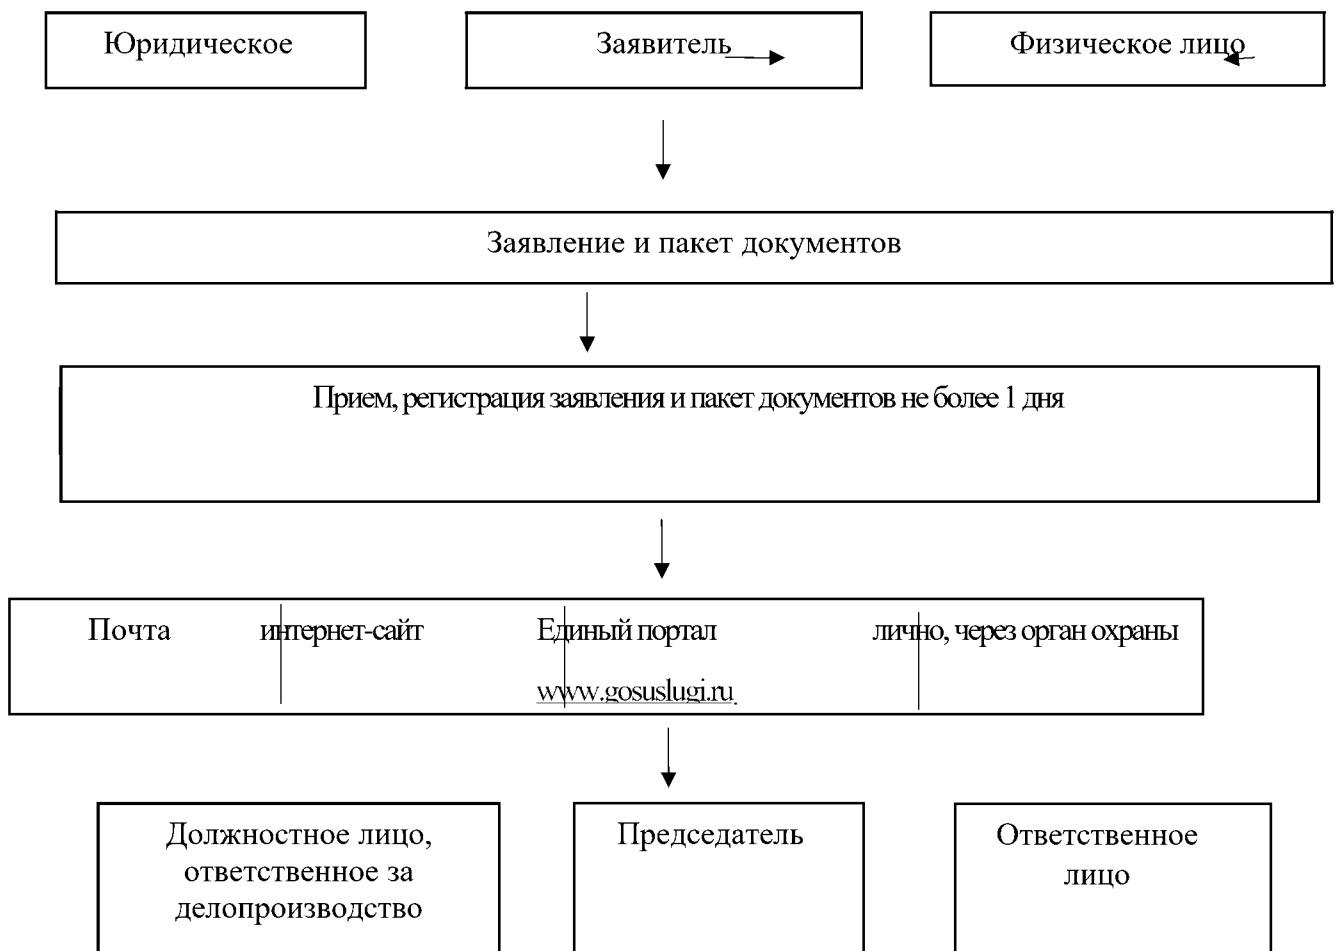 Юридическое
Заявитель
Физическое лицо
Заявление и пакет документов
Прием, регистрация заявления и пакет документов не более 1 дня
Почта интернет-сайт Единый портал лично, через орган охраны
www.gosuslugi.ru
Должностное лицо,
ответственное за
делопроизводство
Председатель
Ответственное
лицо